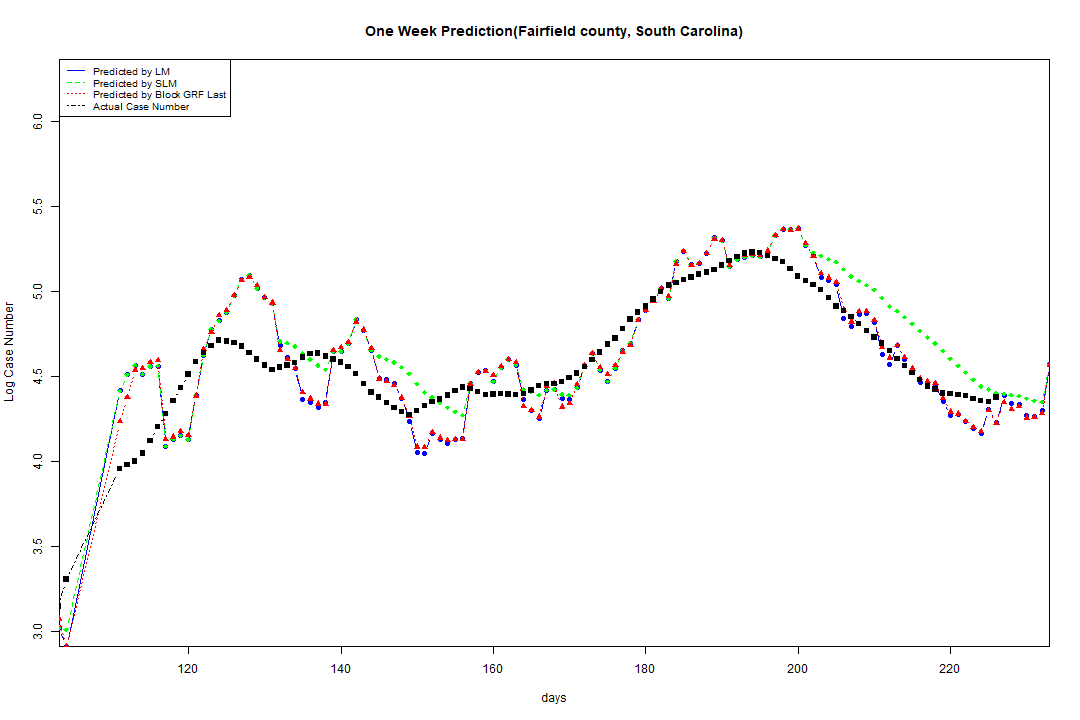 One Week Prediction(Fairfield county, South Carolina)
Predicted by LM
Predicted by SLM
Predicted by Block GRF Last
Actual Case Number
6.0
5.5
5.0
4.5
4.0
3.5
3.0
Log Case Number
120 140 160 180 200 220
days